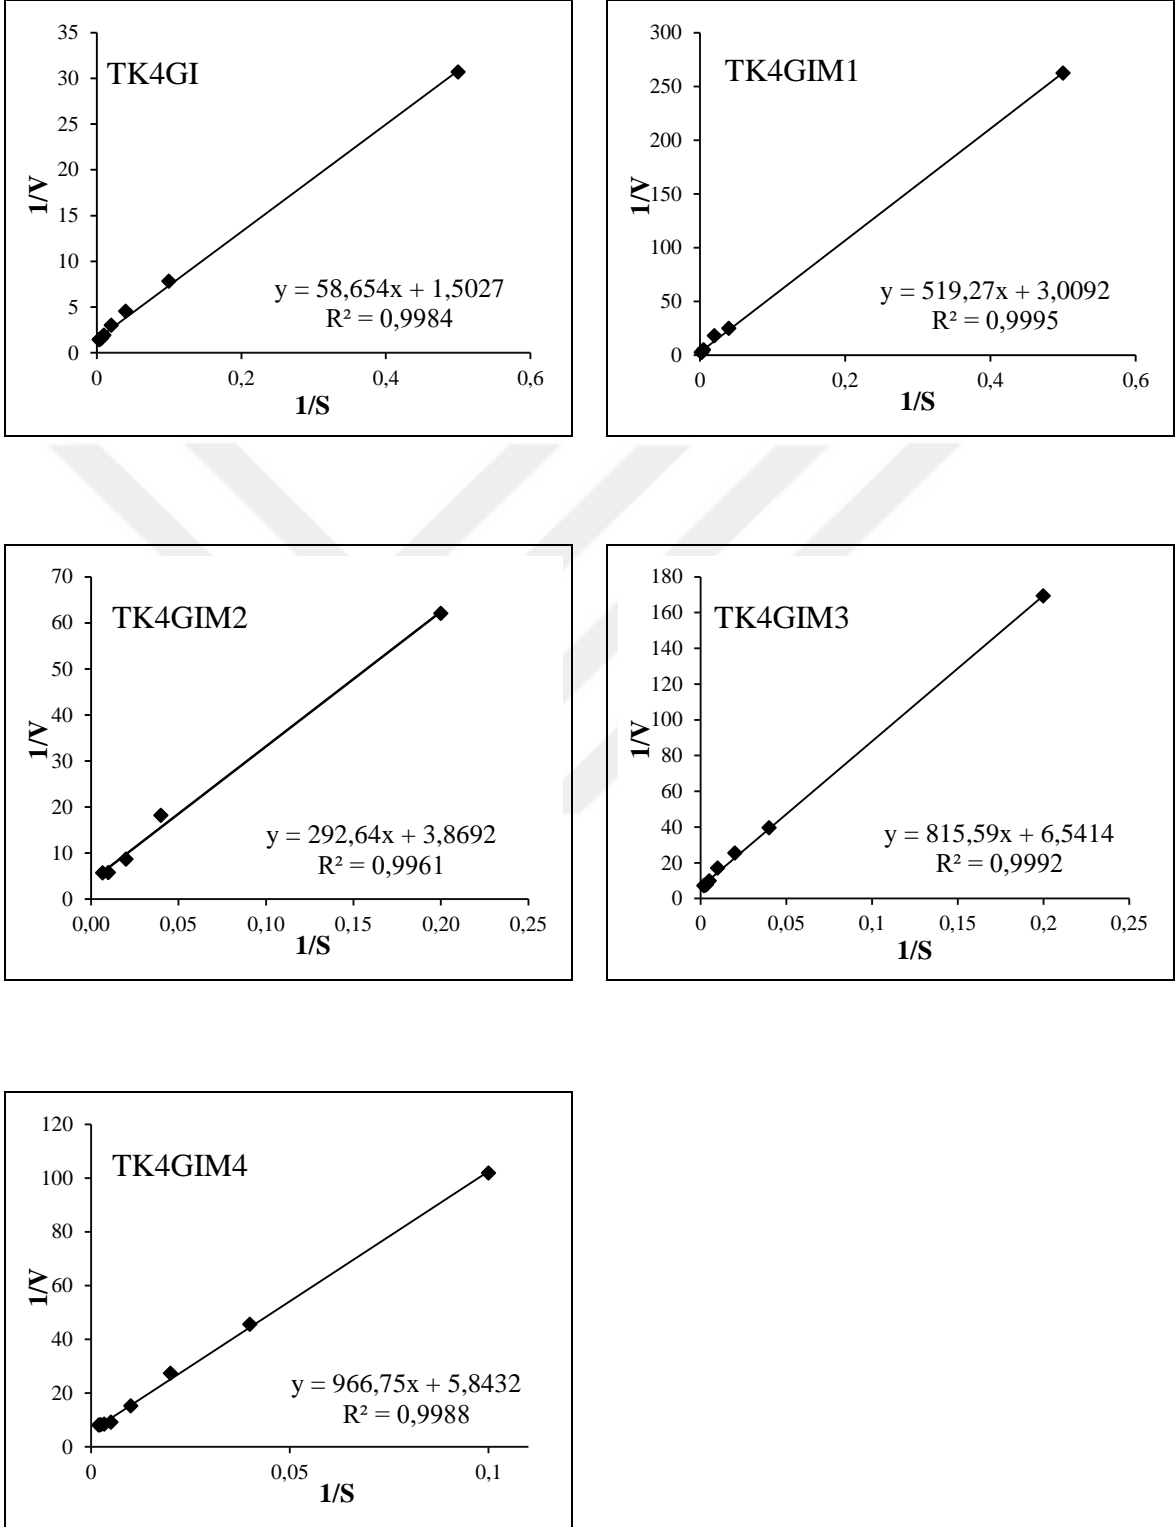 TK4GI
35
30
25
20
15
10
5
0
1/V
y = 58,654x + 1,5027
R² = 0,9984
0 0,2 0,4 0,6
1/S
TK4GIM1
300
250
200
150
100
50
0
1/V
y = 519,27x + 3,0092
R² = 0,9995
0 0,2 0,4 0,6
1/S
TK4GIM2
70
60
50
40
30
20
10
0
1/V
y = 292,64x + 3,8692
R² = 0,9961
0,00 0,05 0,10 0,15 0,20 0,25
1/S
TK4GIM3
180
160
140
120
100
80
60
40
20
0
1/V
y = 815,59x + 6,5414
R² = 0,9992
0 0,05 0,1 0,15 0,2 0,25
1/S
TK4GIM4
120
100
80
60
40
20
0
1/V
y = 966,75x + 5,8432
R² = 0,9988
0 0,05 0,1
1/S